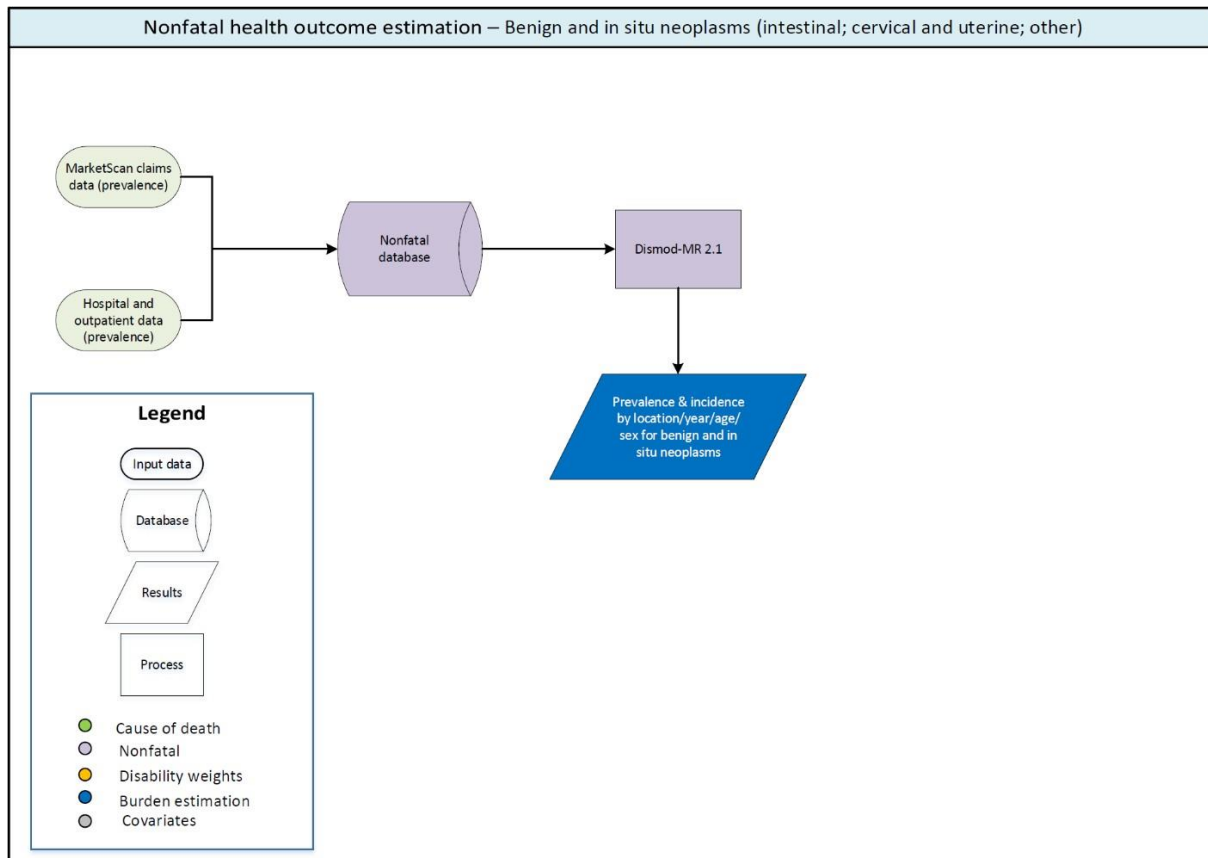 Nonfatal health outcome estimation – Benign and in situ neoplasms (intestinal; cervical and uterine; other)
MarketScan claims
data (prevalence)
Nonfatal
database
Dismod-MR 2.1
Hospital and
outpatient data
(prevalence)
Prevalence & incidence
by location/year/age/
sex for benign and in
situ neoplasms
Legend
Input data
Database
Results
Process
Cause of death
Nonfatal
Disability weights
Burden estimation
Covariates